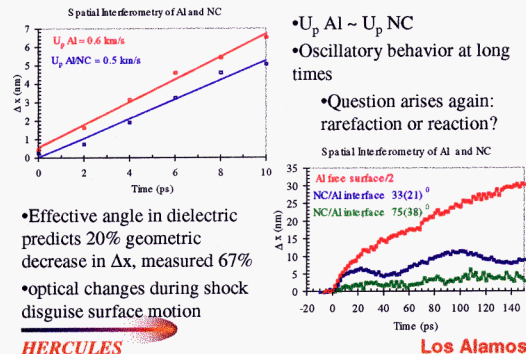 Spatial Interferometry of Al and NC
7
6
5
4
3
2
1
0
Δ x (nm)
U_p Al = 0.6 km/s
U_p Al/NC = 0.5 km/s
0 2 4 6 8 10
Time (ps)
•Effective angle in dielectric
predicts 20% geometric
decrease in Δx, measured 67%
•optical changes during shock
disguise surface motion
HERCULES
•U_p Al ~ U_p NC
•Oscillatory behavior at long
times
•Question arises again:
rarefaction or reaction?
Spatial Interferometry of Al and NC
35
30
25
20
15
10
5
0
Δ x (nm)
Al free surface/2
NC/Al interface 33(21) ⁰
NC/Al interface 75(38) ⁰
-20 0 20 40 60 80 100 120 140
Time (ps)
Los Alamos